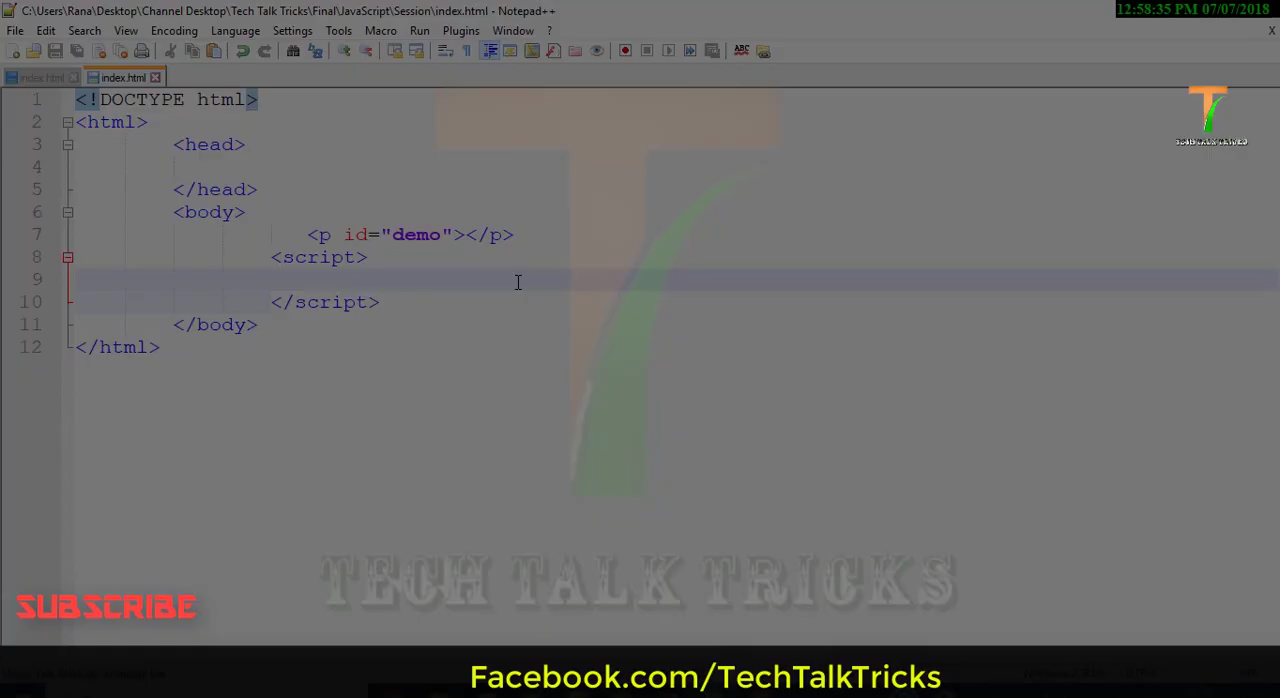 C:\Users\Rana\Desktop\Channel Desktop\Tech Talk Tricks\Final\JavaScript\Session\index.html - Notepad++
12:58:35 PM 07/07/2018
File Edit Search View Encoding Language Settings Tools Macro Run Plugins Window ? X
index.html index.html
1 <!DOCTYPE html>
2 <html>
3 <head>
4
5 </head>
6 <body>
7 <p id="demo"></p>
8 <script>
9
10 </script>
11 </body>
12 </html>
TECH TALK TRICKS
SUBSCRIBE
Facebook.com/TechTalkTricks